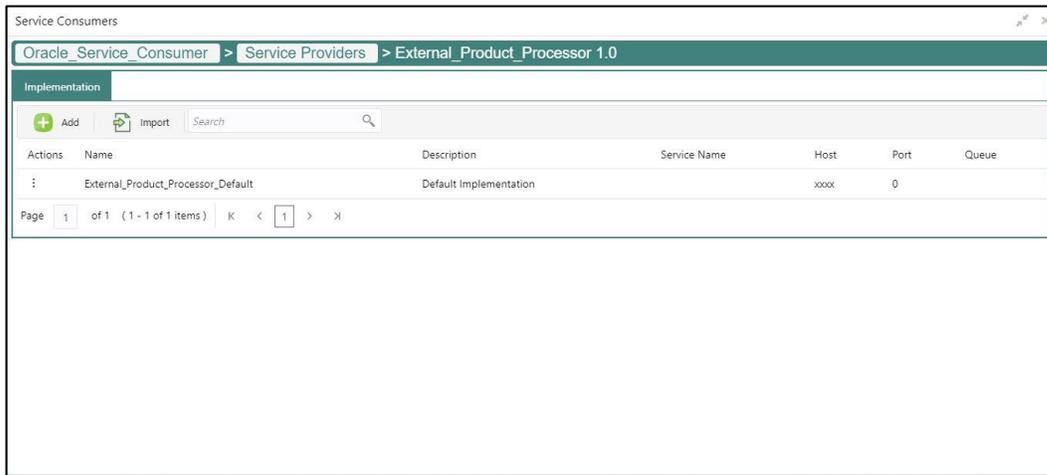 Service Consumers
Oracle_Service_Consumer > Service Providers > External_Product_Processor 1.0
Implementation
Add Import Search
Actions Name Description Service Name Host Port Queue
External_Product_Processor_Default Default Implementation xxxx 0
Page 1 of 1 ( 1 - 1 of 1 items ) 1